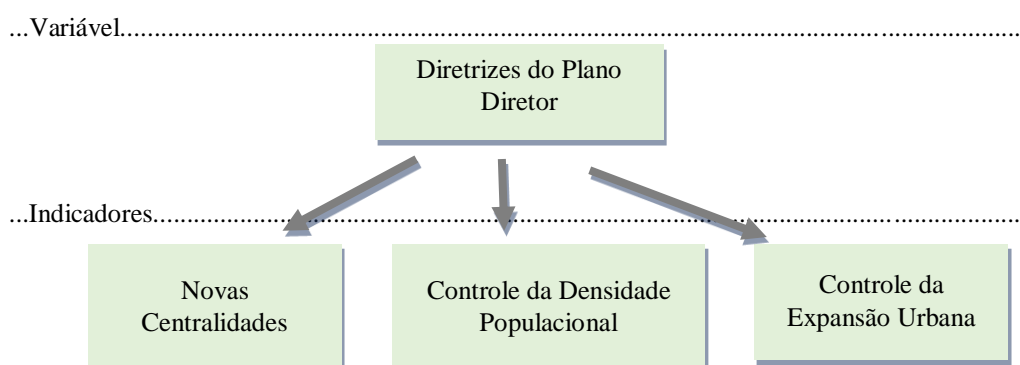 ...Variável.......................................................................................................................................
Diretrizes do Plano
Diretor
...Indicadores..................................................................................................................................
Novas
Centralidades
Controle da Densidade
Populacional
Controle da
Expansão Urbana